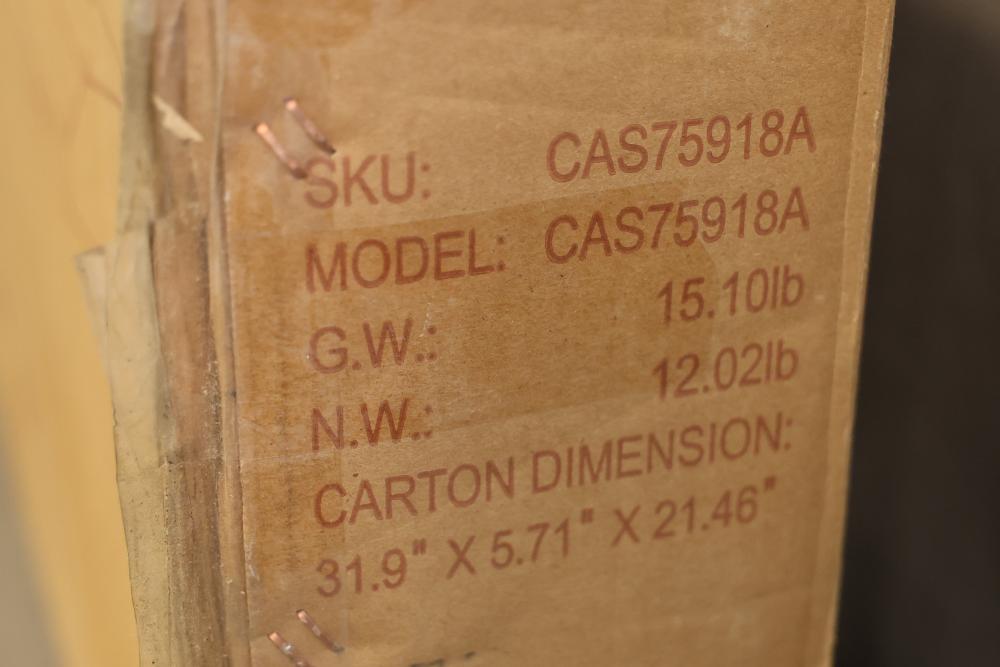 SKU: CAS75918A
MODEL: CAS75918A
G.W.: 15.10lb
N.W.: 12.02lb
CARTON DIMENSION:
31.9" X 5.71" X 21.46"